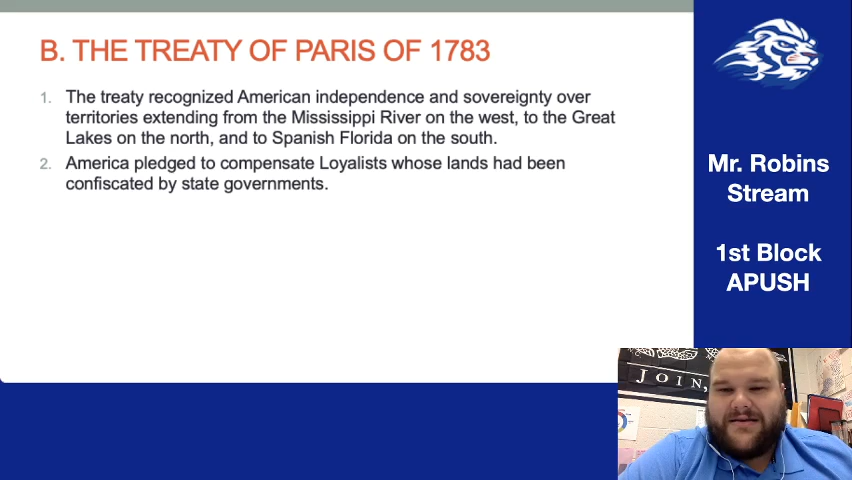 B. THE TREATY OF PARIS OF 1783
1. The treaty recognized American independence and sovereignty over
territories extending from the Mississippi River on the west, to the Great
Lakes on the north, and to Spanish Florida on the south.
2. America pledged to compensate Loyalists whose lands had been
confiscated by state governments.
Mr. Robins
Stream
1st Block
APUSH
JOIN,